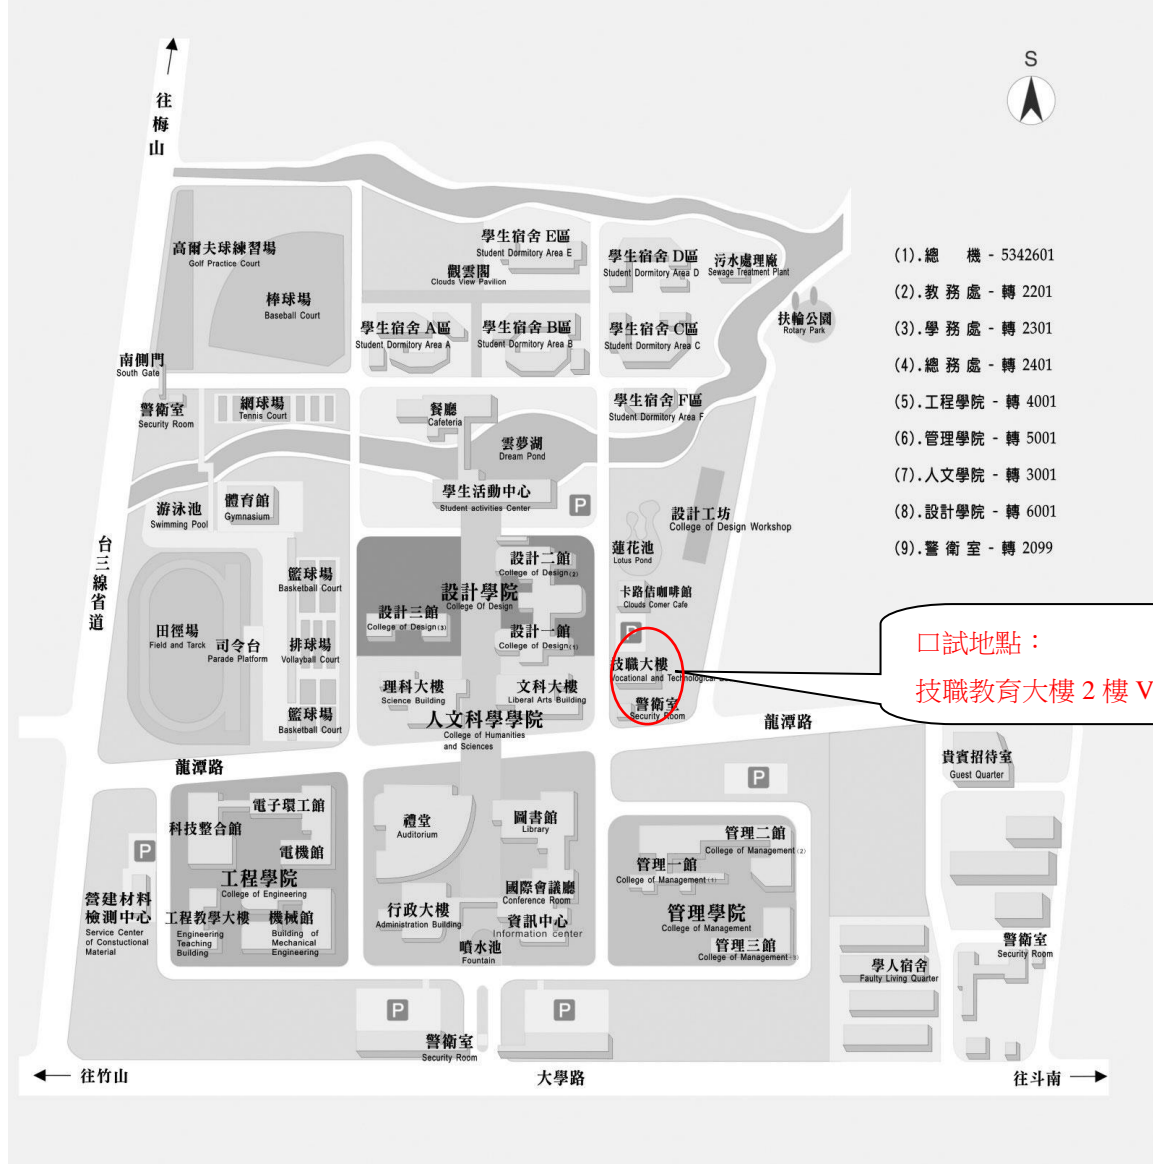 S
往梅山
高爾夫球練習場
Golf Practice Court
棒球場
Baseball Court
學生宿舍 E區
Student Dormitory Area E
觀雲閣
Clouds View Pavilion
學生宿舍 D區
Student Dormitory Area D
污水處理廠
Sewage Treatment Plant
扶輪公園
Rotary Park
學生宿舍 A區
Student Dormitory Area A
學生宿舍 B區
Student Dormitory Area B
學生宿舍 C區
Student Dormitory Area C
(1).總 機 - 5342601
(2).教 務 處 - 轉 2201
(3).學 務 處 - 轉 2301
(4).總 務 處 - 轉 2401
(5).工程學院 - 轉 4001
(6).管理學院 - 轉 5001
(7).人文學院 - 轉 3001
(8).設計學院 - 轉 6001
(9).警 衛 室 - 轉 2099
南側門
South Gate
警衛室
Security Room
網球場
Tennis Court
餐廳
Cafeteria
學生宿舍 F區
Student Dormitory Area F
雲夢湖
Dream Pond
游泳池
Swimming Pool
體育館
Gymnasium
學生活動中心
Student activities Center
P
設計工坊
College of Design Workshop
蓮花池
Lotus Pond
台三線省道
籃球場
Basketball Court
設計二館
College of Design(2)
設計學院
College Of Design
設計三館
College of Design(3)
設計一館
College of Design(1)
卡路佶咖啡館
Clouds Corner Cafe
P
田徑場
Field and Tarck
司令台
Parade Platform
排球場
Vollayball Court
技職大樓
Vocational and Technological
口試地點：
技職教育大樓 2 樓 V
理科大樓
Science Building
文科大樓
Liberal Arts Building
警衛室
Security Room
籃球場
Basketball Court
人文科學學院
College of Humanities
and Sciences
龍潭路
龍潭路
貴賓招待室
Guest Quarter
P
電子環工館
科技整合館
電機館
工程學院
College of Engineering
禮堂
Auditorium
圖書館
Library
管理二館
College of Management (2)
管理一館
College of Management (1)
P
營建材料
檢測中心
Service Center
of Constuctional
Material
工程教學大樓
Engineering
Teaching
Building
機械館
Building of
Mechanical
Engineering
行政大樓
Administration Building
國際會議廳
Conference Room
資訊中心
Information center
噴水池
Fountain
管理學院
College of Management
管理三館
College of Management
警衛室
Security Room
學人宿舍
Faulty Living Quarter
P
P
警衛室
Security Room
往竹山
大學路
往斗南